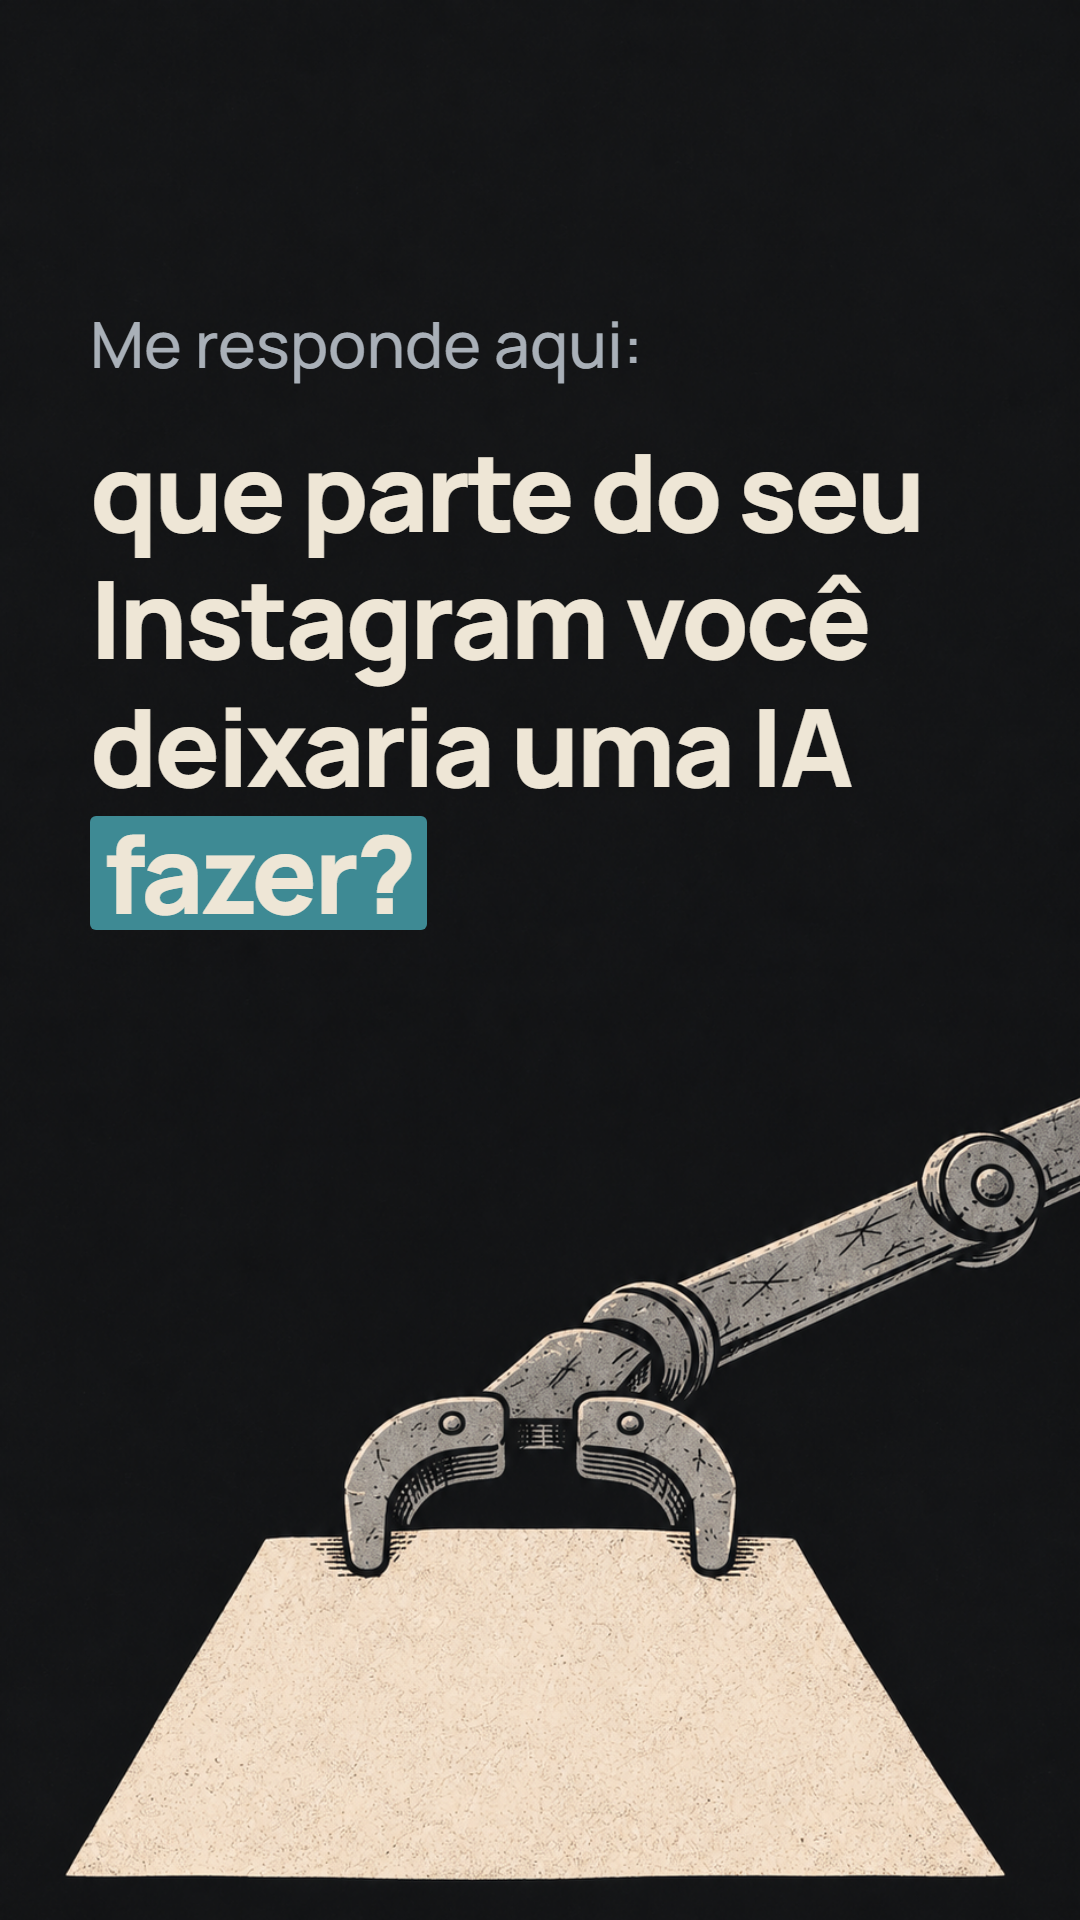 Me responde aqui:
que parte do seu
Instagram você
deixaria uma IA
fazer?